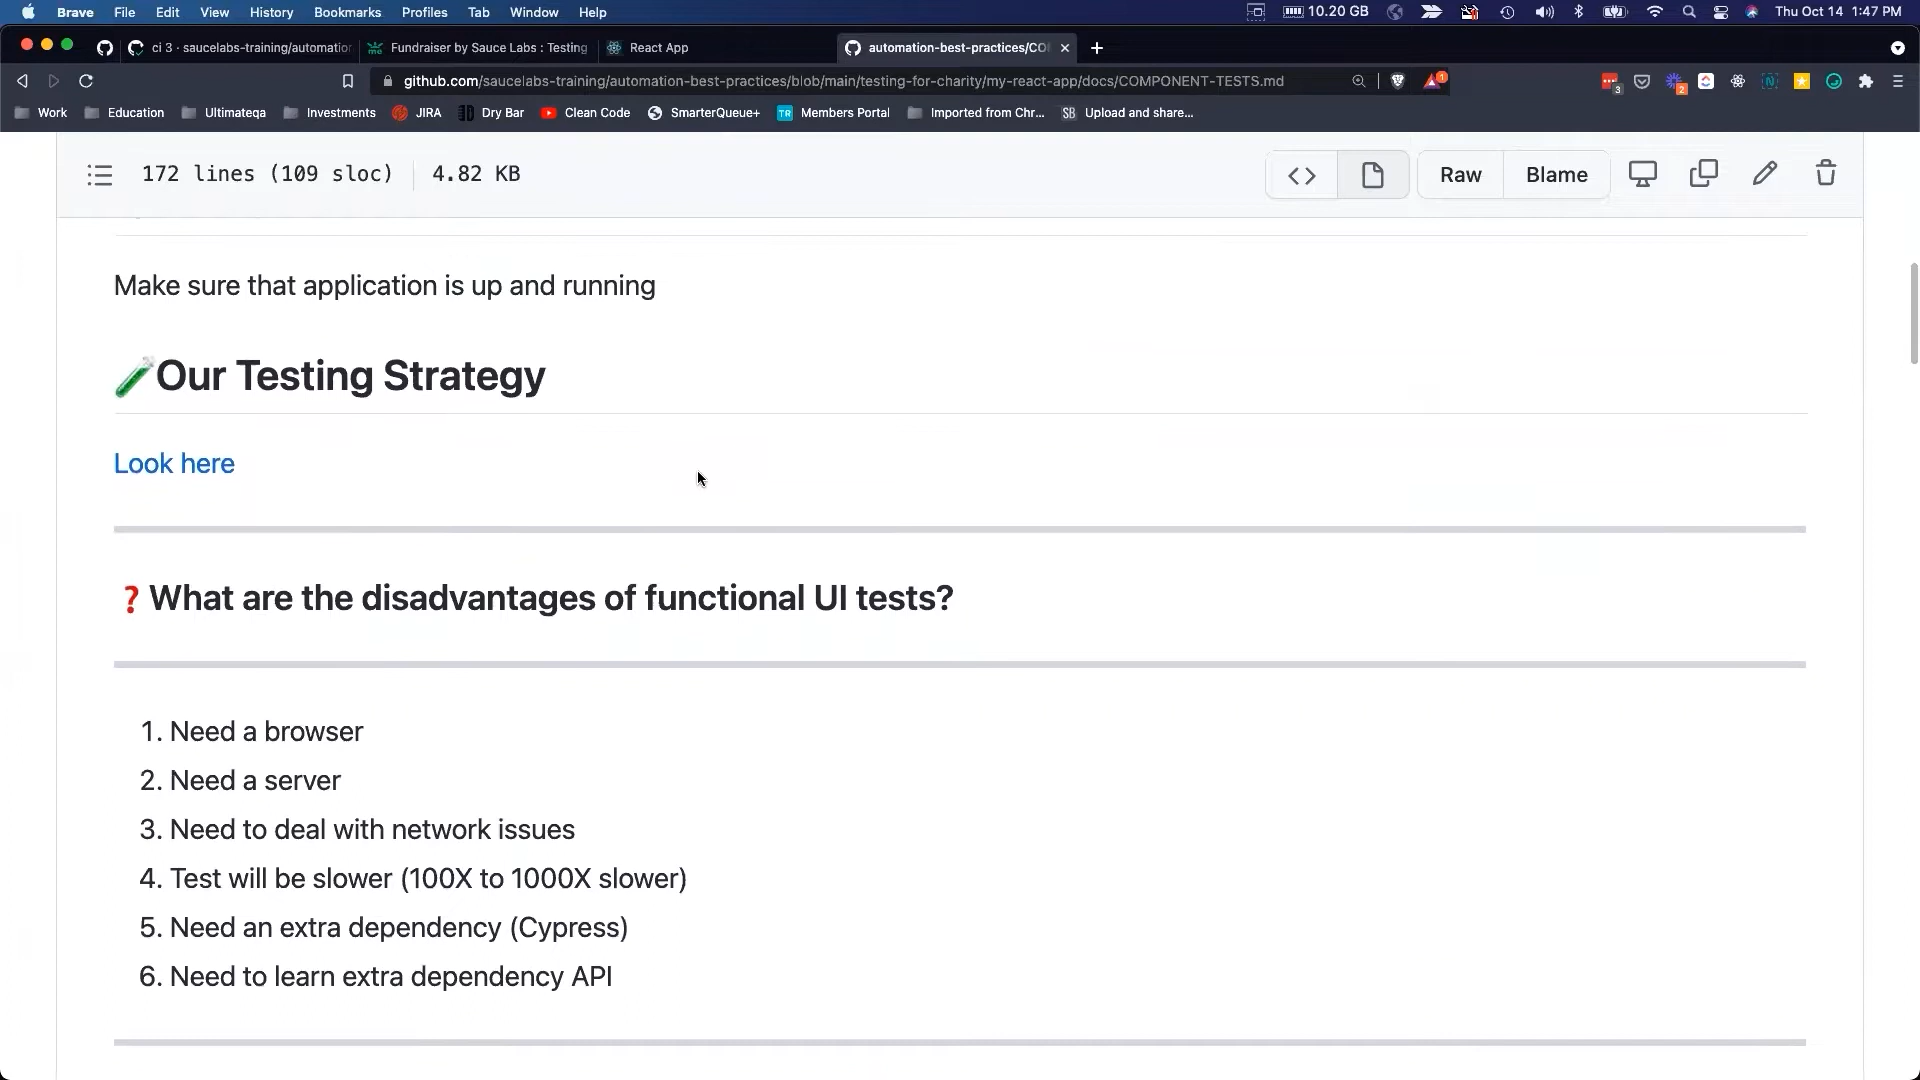 Brave File Edit View History Bookmarks Profiles Tab Window Help 10.20 GB Thu Oct 14 1:47 PM
ci 3 · saucelabs-training/automation Fundraiser by Sauce Labs : Testing React App automation-best-practices/CO
github.com/saucelabs-training/automation-best-practices/blob/main/testing-for-charity/my-react-app/docs/COMPONENT-TESTS.md
Work Education Ultimateqa Investments JIRA Dry Bar Clean Code SmarterQueue+ TR Members Portal Imported from Chr... SB Upload and share...
172 lines (109 sloc) 4.82 KB Raw Blame
Make sure that application is up and running
Our Testing Strategy
Look here
❓What are the disadvantages of functional UI tests?
1. Need a browser
2. Need a server
3. Need to deal with network issues
4. Test will be slower (100X to 1000X slower)
5. Need an extra dependency (Cypress)
6. Need to learn extra dependency API